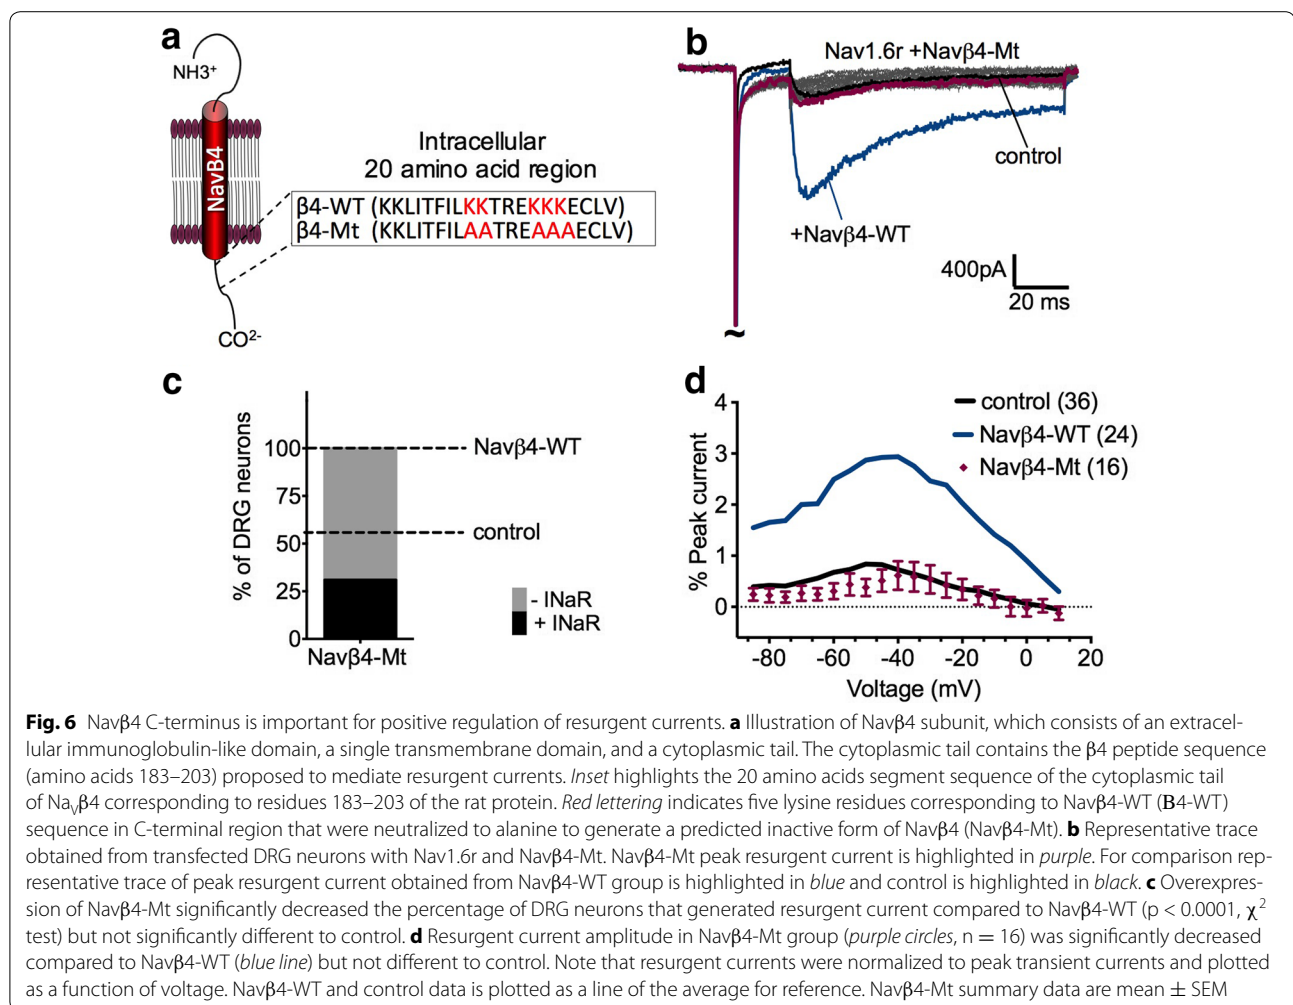 a
NH3+
NavB4
CO2-
Intracellular
20 amino acid region
β4-WT (KKLITFILKKTREKKKECLV)
β4-Mt (KKLITFILAATREAAAECLV)
b
Nav1.6r +Navβ4-Mt
control
+Navβ4-WT
400pA
20 ms
~
c
% of DRG neurons
100
75
50
25
0
Navβ4-WT
control
- INaR
+ INaR
Navβ4-Mt
d
% Peak current
4
3
2
1
0
control (36)
Navβ4-WT (24)
Navβ4-Mt (16)
-80 -60 -40 -20 0 20
Voltage (mV)
Fig. 6 Navβ4 C-terminus is important for positive regulation of resurgent currents. a Illustration of Navβ4 subunit, which consists of an extracel-
lular immunoglobulin-like domain, a single transmembrane domain, and a cytoplasmic tail. The cytoplasmic tail contains the β4 peptide sequence
(amino acids 183–203) proposed to mediate resurgent currents. Inset highlights the 20 amino acids segment sequence of the cytoplasmic tail
of NaVβ4 corresponding to residues 183–203 of the rat protein. Red lettering indicates five lysine residues corresponding to Navβ4-WT (B4-WT)
sequence in C-terminal region that were neutralized to alanine to generate a predicted inactive form of Navβ4 (Navβ4-Mt). b Representative trace
obtained from transfected DRG neurons with Nav1.6r and Navβ4-Mt. Navβ4-Mt peak resurgent current is highlighted in purple. For comparison rep-
resentative trace of peak resurgent current obtained from Navβ4-WT group is highlighted in blue and control is highlighted in black. c Overexpres-
sion of Navβ4-Mt significantly decreased the percentage of DRG neurons that generated resurgent current compared to Navβ4-WT (p < 0.0001, χ2
test) but not significantly different to control. d Resurgent current amplitude in Navβ4-Mt group (purple circles, n = 16) was significantly decreased
compared to Navβ4-WT (blue line) but not different to control. Note that resurgent currents were normalized to peak transient currents and plotted
as a function of voltage. Navβ4-WT and control data is plotted as a line of the average for reference. Navβ4-Mt summary data are mean ± SEM